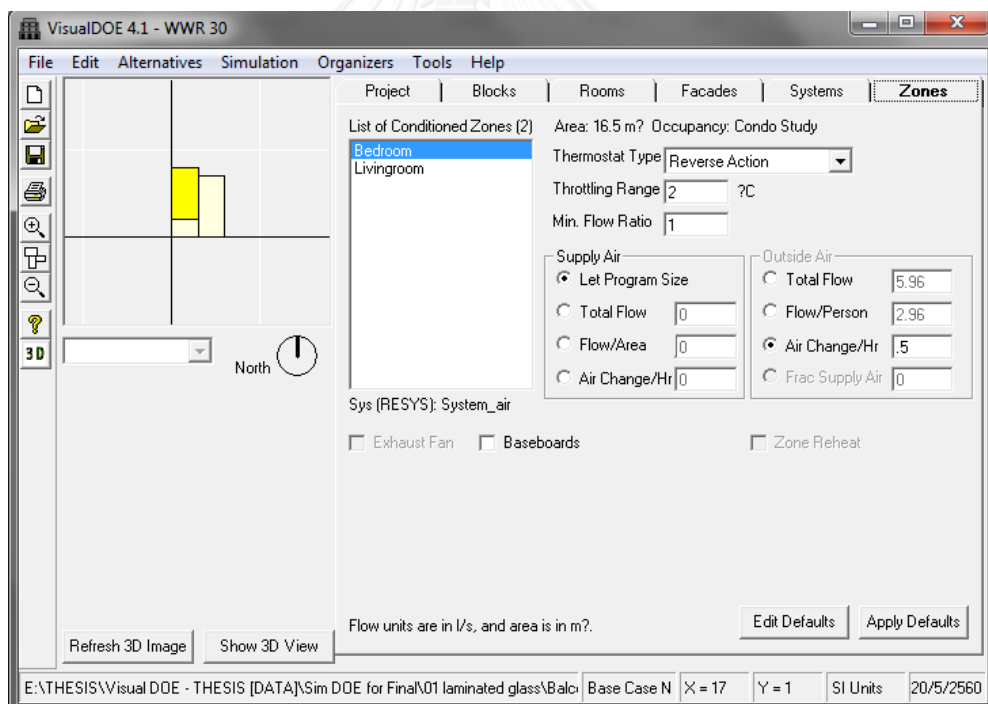 VisualDOE 4.1 - WWR 30
File Edit Alternatives Simulation Organizers Tools Help
Project Blocks Rooms Facades Systems Zones
List of Conditioned Zones (2) Area: 16.5 m? Occupancy: Condo Study
Bedroom
Livingroom
Thermostat Type Reverse Action
Throttling Range 2 ?C
Min. Flow Ratio 1
Supply Air
Let Program Size
Total Flow 0
Flow/Area 0
Air Change/Hr 0
Outside Air
Total Flow 5.96
Flow/Person 2.96
Air Change/Hr .5
Frac Supply Air 0
3D
North
Sys (RESYS): System_air
Exhaust Fan Baseboards Zone Reheat
Flow units are in l/s, and area is in m?.
Edit Defaults Apply Defaults
Refresh 3D Image Show 3D View
E:\THESIS\Visual DOE - THESIS [DATA]\Sim DOE for Final\01 laminated glass\Balc Base Case N X = 17 Y = 1 SI Units 20/5/2560